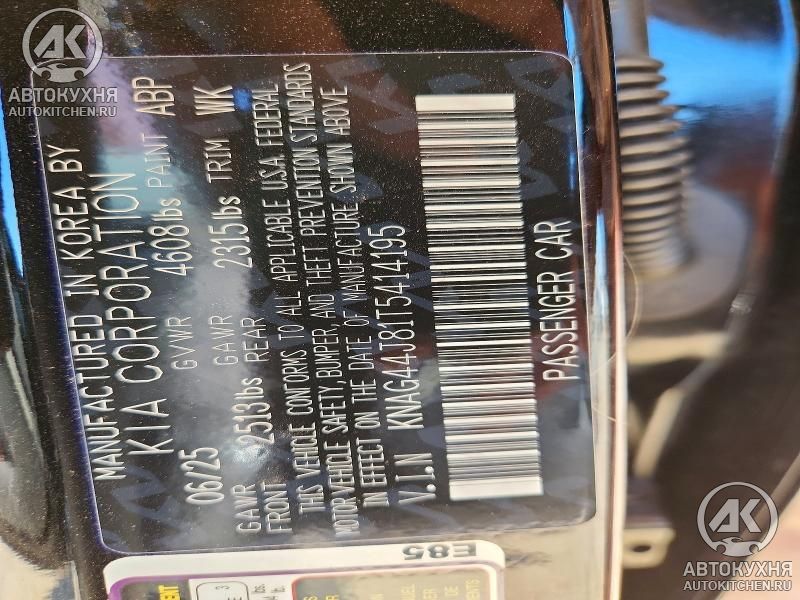 MANUFACTURED IN KOREA BY
KIA CORPORATION
06/25 GVWR 4608lbs PAINT ABP
GAWR FRONT 2513lbs GAWR REAR 2315lbs TRIM WK
THIS VEHICLE CONFORMS TO ALL APPLICABLE U.S.A. FEDERAL
MOTOR VEHICLE SAFETY, BUMPER, AND THEFT PREVENTION STANDARDS
IN EFFECT ON THE DATE OF MANUFACTURE SHOWN ABOVE
V.I.N KNAG44J81T5414195
PASSENGER CAR
E85
AK
АВТОКУХНЯ
AUTOKITCHEN.RU
AK
АВТОКУХНЯ
AUTOKITCHEN.RU